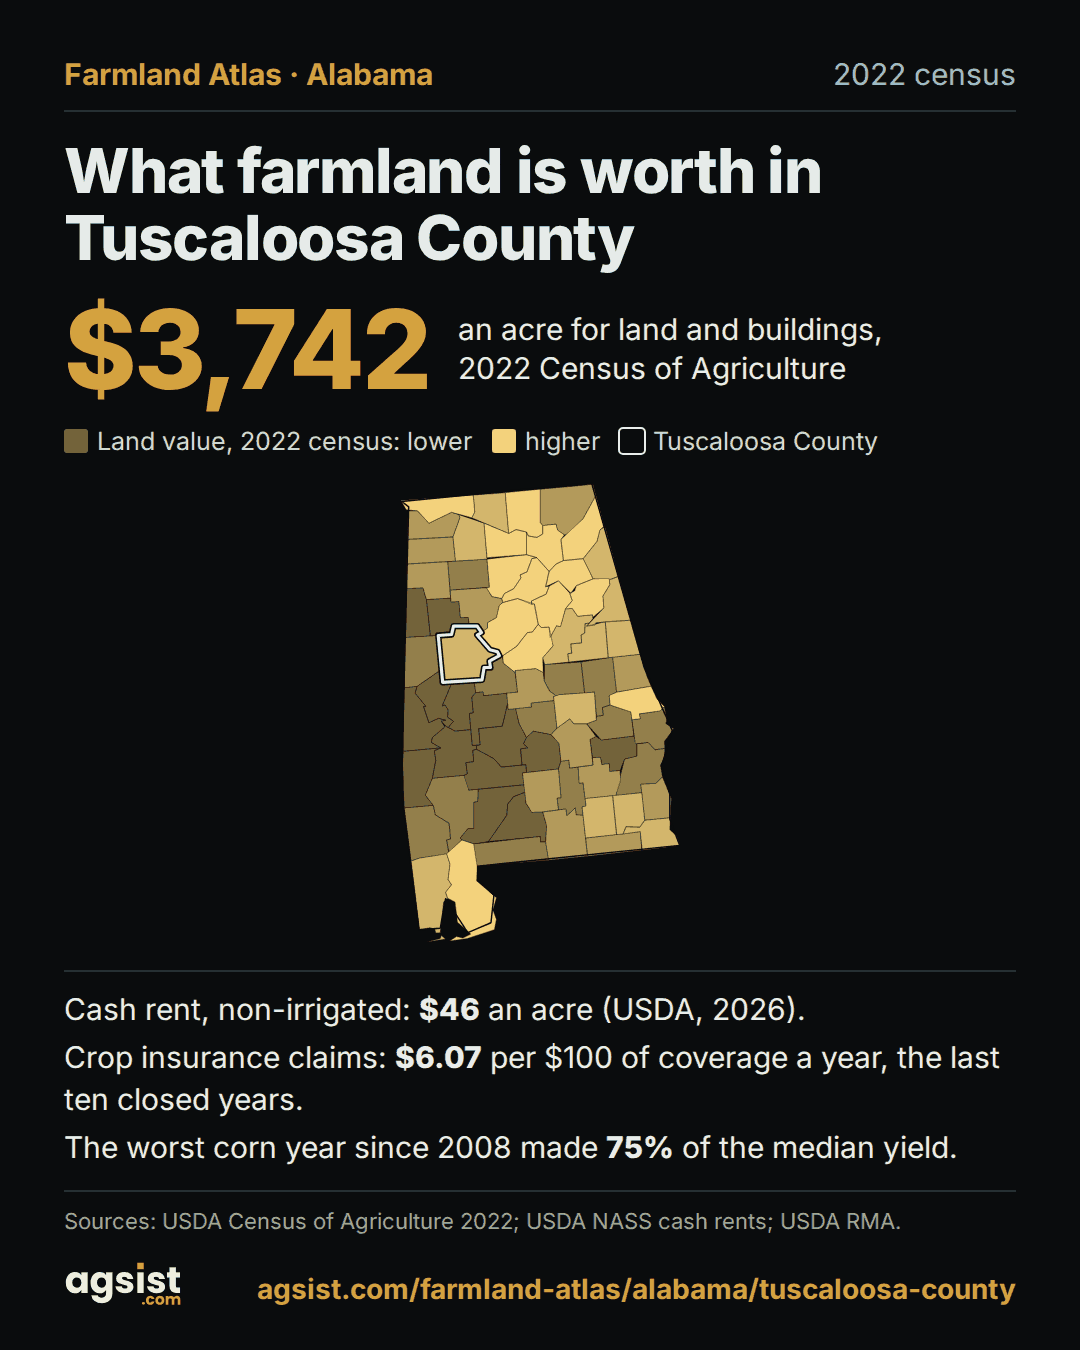 Farmland Atlas · Alabama
2022 census
What farmland is worth in
Tuscaloosa County
$3,742
an acre for land and buildings,
2022 Census of Agriculture
Land value, 2022 census: lower
higher
Tuscaloosa County
Cash rent, non-irrigated: $46 an acre (USDA, 2026).
Crop insurance claims: $6.07 per $100 of coverage a year, the last
ten closed years.
The worst corn year since 2008 made 75% of the median yield.
Sources: USDA Census of Agriculture 2022; USDA NASS cash rents; USDA RMA.
agsist
.com
agsist.com/farmland-atlas/alabama/tuscaloosa-county